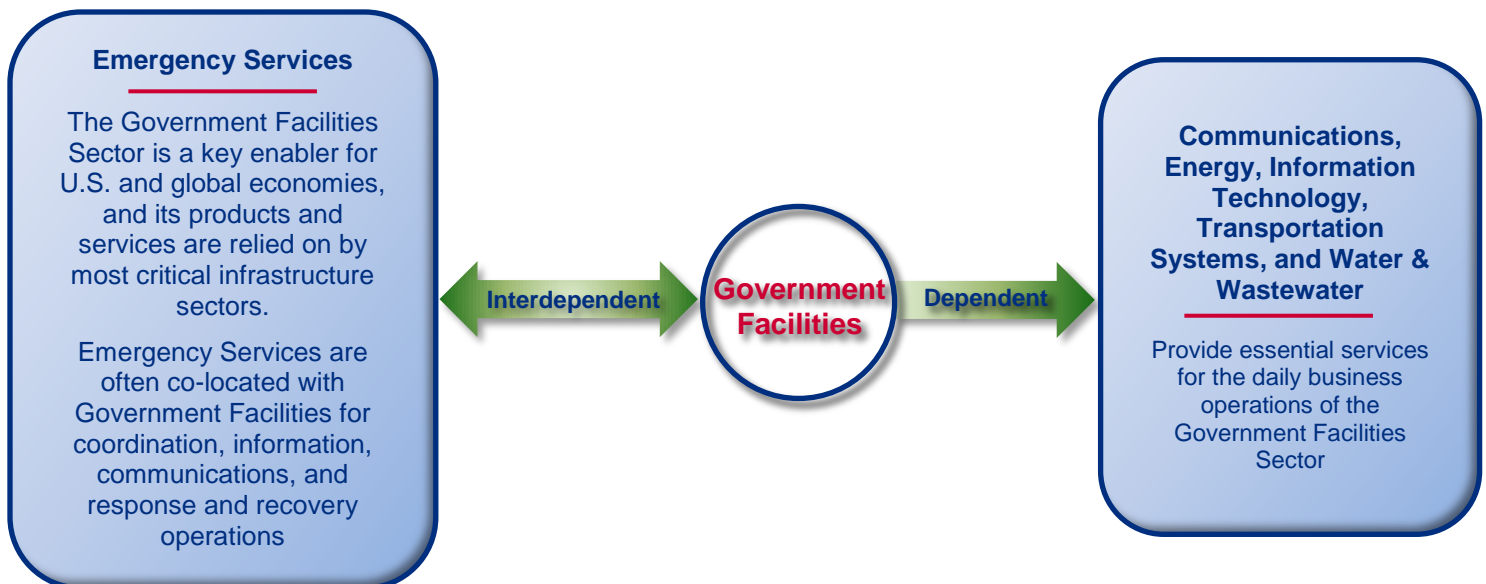 Emergency Services
The Government Facilities
Sector is a key enabler for
U.S. and global economies,
and its products and
services are relied on by
most critical infrastructure
sectors.
Emergency Services are
often co-located with
Government Facilities for
coordination, information,
communications, and
response and recovery
operations
Interdependent
Government
Facilities
Dependent
Communications,
Energy, Information
Technology,
Transportation
Systems, and Water &
Wastewater
Provide essential services
for the daily business
operations of the
Government Facilities
Sector